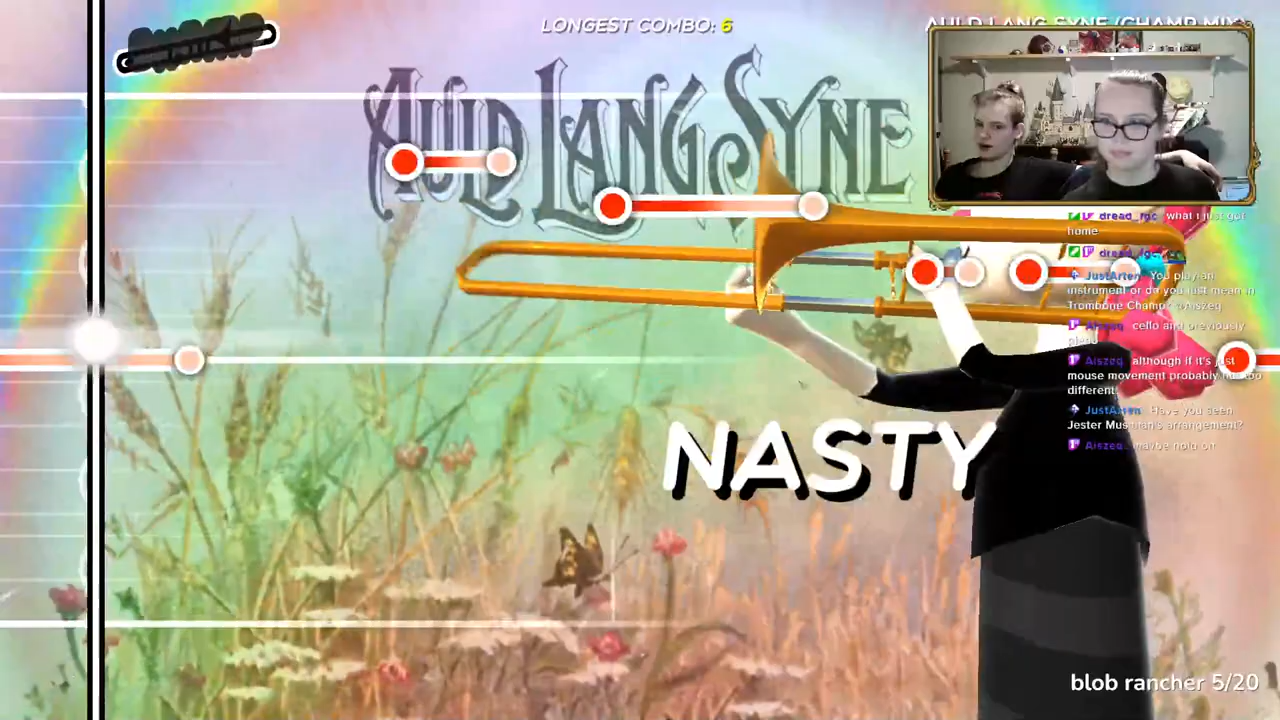 LONGEST COMBO: 6
AULD LANG SYNE (CHAMP MIX)
AULD LANG SYNE
what i just got
home
JustArten: You play an
instrument or do you just mean in
Trombone Champ
Aiszeq: cello and previously
Aiszeq: although if it's just
mouse movement probably
different
JustArten: Have you seen
Jester
arrangement?
Aiszeq: maybe hold on
NASTY
blob rancher 5/20